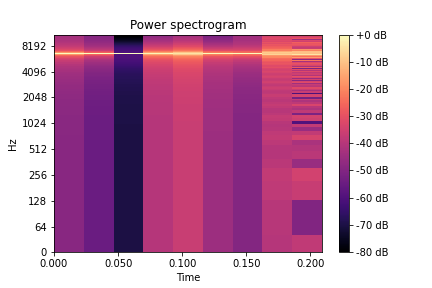 Power spectrogram
8192
4096
2048
1024
512
256
128
64
0
Hz
0.000 0.050 0.100 0.150 0.200
Time
+0 dB
-10 dB
-20 dB
-30 dB
-40 dB
-50 dB
-60 dB
-70 dB
-80 dB